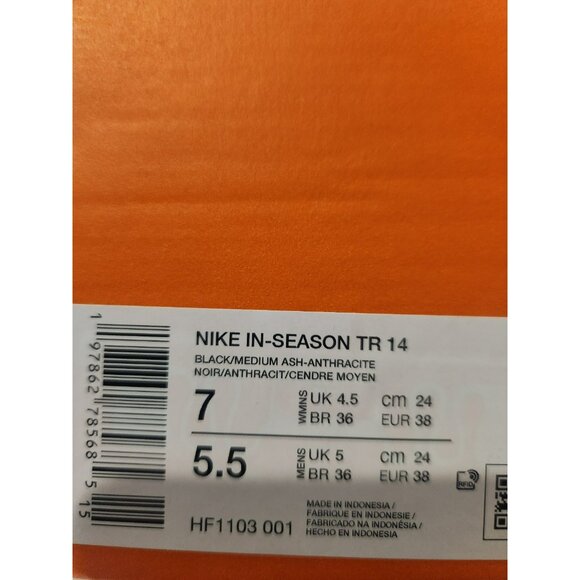 NIKE IN-SEASON TR 14
BLACK/MEDIUM ASH-ANTHRACITE
NOIR/ANTHRACIT/CENDRE MOYEN
7 WMNS UK 4.5 cm 24
BR 36 EUR 38
5.5 MENS UK 5 cm 24
BR 36 EUR 38
HF1103 001
MADE IN INDONESIA /
FABRIQUE EN INDONESIE /
FABRICADO NA INDONÉSIA /
HECHO EN INDONESIA
RFID
1 97862 78568 5 15